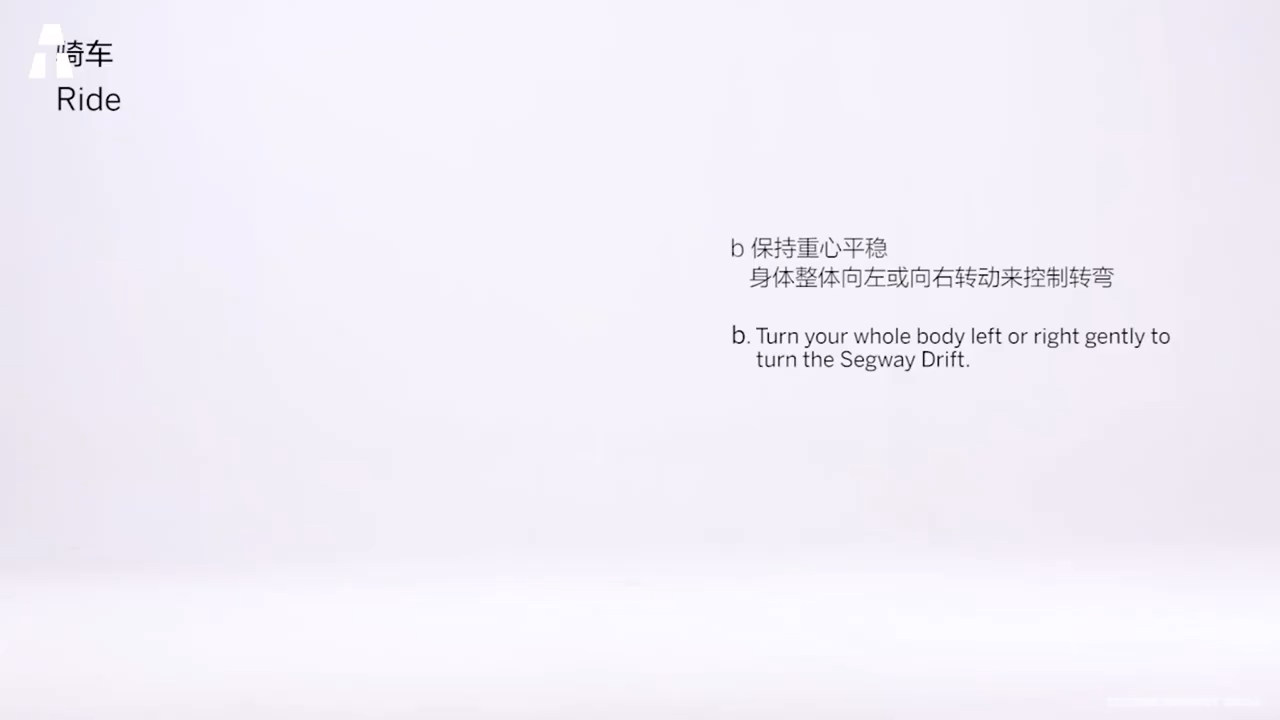 骑车
Ride
b 保持重心平稳
身体整体向左或向右转动来控制转弯
b. Turn your whole body left or right gently to
turn the Segway Drift.